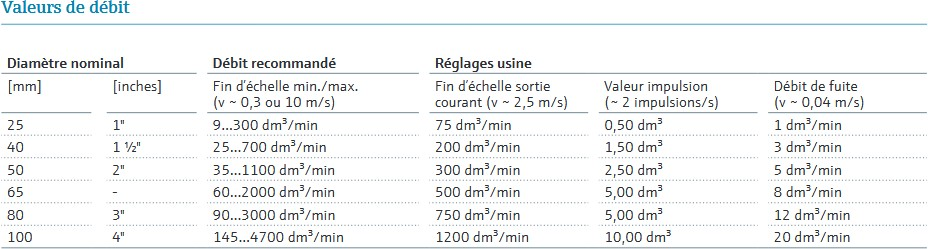 Valeurs de débit
Diamètre nominal Débit recommandé Réglages usine
[mm] [inches] Fin d'échelle min./max. Fin d'échelle sortie Valeur impulsion Débit de fuite
(v ~ 0,3 ou 10 m/s) courant (v ~ 2,5 m/s) (~ 2 impulsions/s) (v ~ 0,04 m/s)
25 1" 9...300 dm³/min 75 dm³/min 0,50 dm³ 1 dm³/min
40 1 ½" 25...700 dm³/min 200 dm³/min 1,50 dm³ 3 dm³/min
50 2" 35...1100 dm³/min 300 dm³/min 2,50 dm³ 5 dm³/min
65 - 60...2000 dm³/min 500 dm³/min 5,00 dm³ 8 dm³/min
80 3" 90...3000 dm³/min 750 dm³/min 5,00 dm³ 12 dm³/min
100 4" 145...4700 dm³/min 1200 dm³/min 10,00 dm³ 20 dm³/min